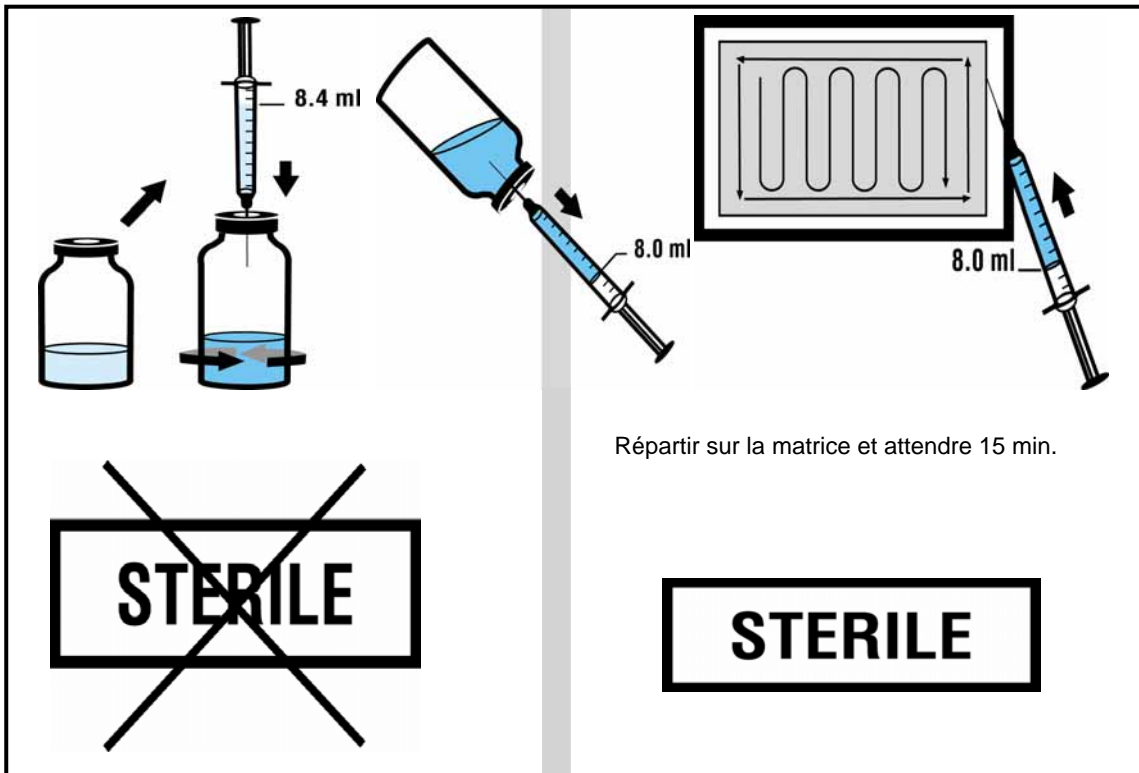 8.4 ml
8.0 ml
8.0 ml
Répartir sur la matrice et attendre 15 min.
STERILE
STERILE